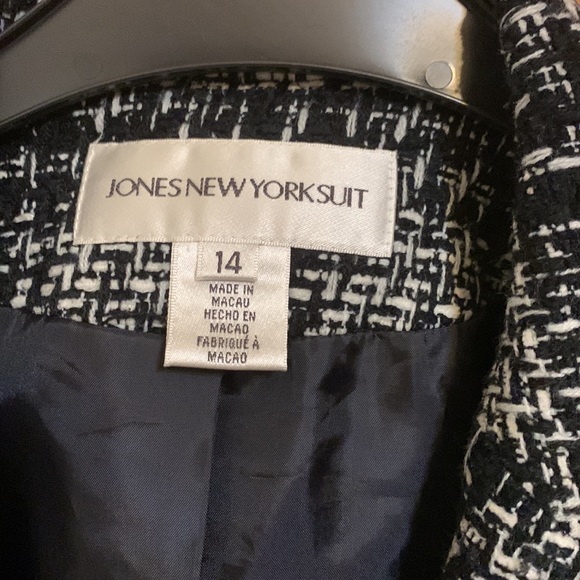 JONES NEW YORK SUIT
14
MADE IN
MACAU
HECHO EN
MACAO
FABRIQUÉ À
MACAO